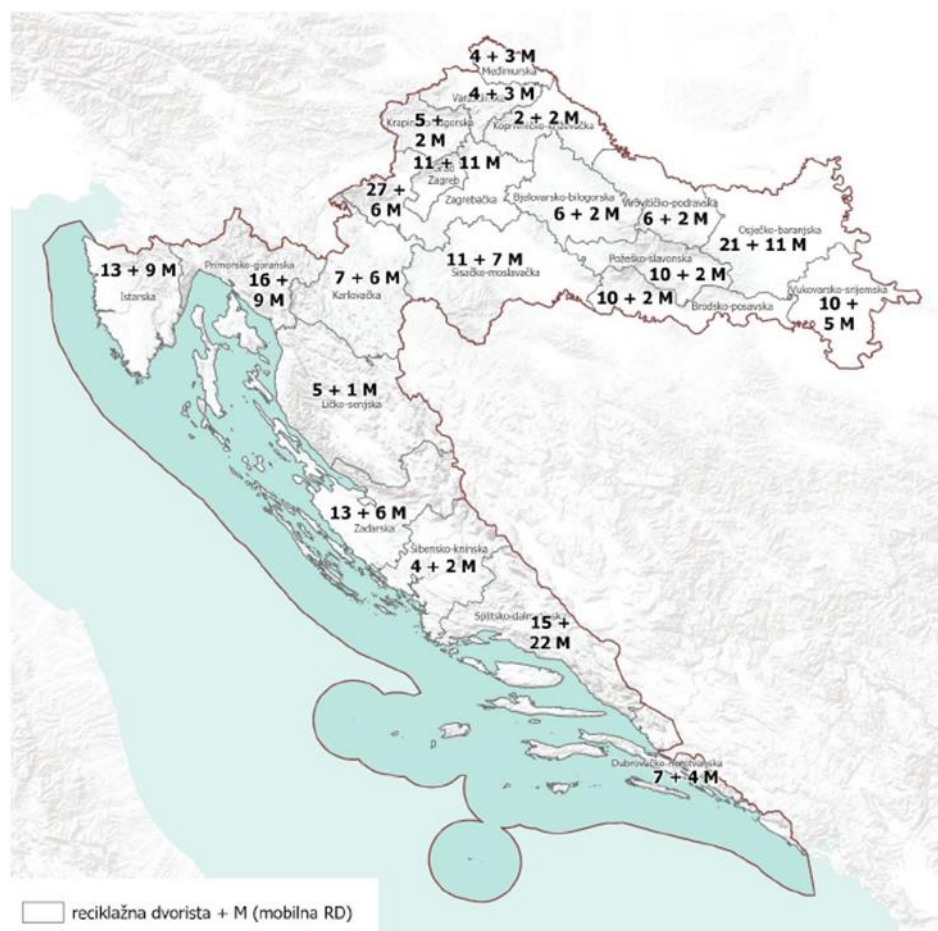 4 + 3 M
Međimurska
4 + 3 M
5 +
2 M
2 + 2 M
11 + 11 M
Zagreb
27 +
6 M
Zagrebačka
Bjelovarsko-bilogorska
6 + 2 M
Virovitičko-podravska
6 + 2 M
Osječko-baranjska
21 + 11 M
13 + 9 M
Istarska
Primorsko-goranska
16 +
9 M
7 + 6 M
Karlovačka
11 + 7 M
Sisačko-moslavačka
Požeško-slavonska
10 + 2 M
10 + 2 M
Brodsko-posavska
Vukovarsko-srijemska
10 +
5 M
5 + 1 M
Ličko-senjska
13 + 6 M
Zadarska
Šibensko-kninska
4 + 2 M
15 +
22 M
7 + 4 M
reciklažna dvorista + M (mobilna RD)